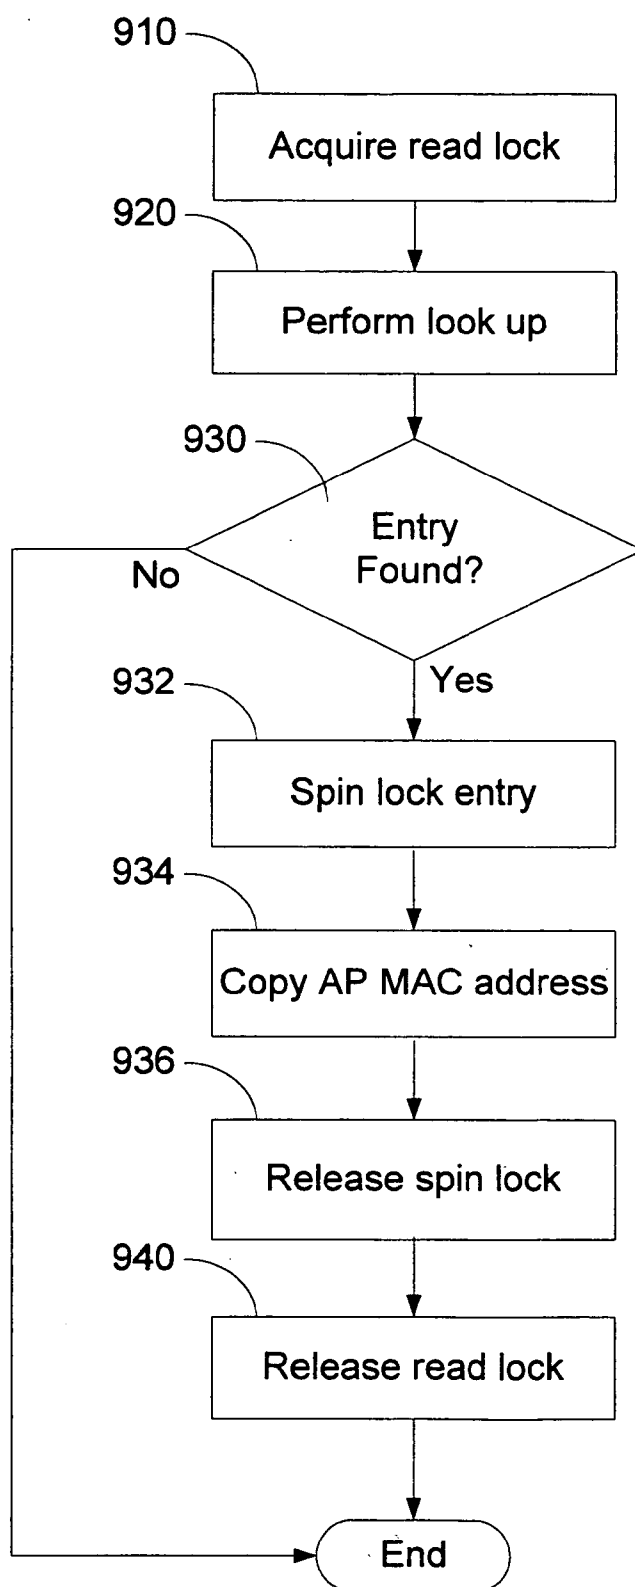 910
Acquire read lock
920
Perform look up
930
Entry
Found?
No
Yes
932
Spin lock entry
934
Copy AP MAC address
936
Release spin lock
940
Release read lock
End